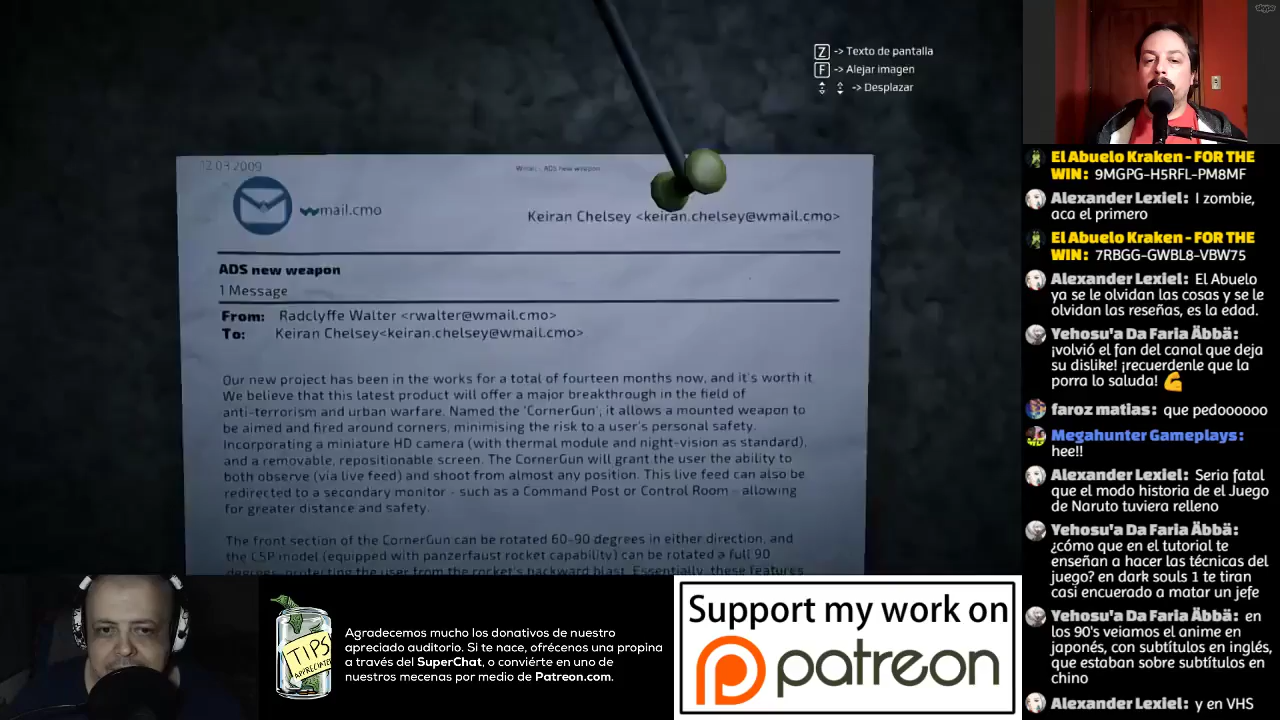 skype
Z -> Texto de pantalla
F -> Alejar imagen
-> Desplazar
12.03.2009
Wmail - ADS new weapon
wmail.cmo
Keiran Chelsey <keiran.chelsey@wmail.cmo>
ADS new weapon
1 Message
From: Radclyffe Walter <rwalter@wmail.cmo>
To: Keiran Chelsey<keiran.chelsey@wmail.cmo>
Our new project has been in the works for a total of fourteen months now, and it's worth it
We believe that this latest product will offer a major breakthrough in the field of
anti-terrorism and urban warfare. Named the 'CornerGun', it allows a mounted weapon to
be aimed and fired around corners, minimising the risk to a user's personal safety.
Incorporating a miniature HD camera (with thermal module and night-vision as standard),
and a removable, repositionable screen. The CornerGun will grant the user the ability to
both observe (via live feed) and shoot from almost any position. This live feed can also be
redirected to a secondary monitor - such as a Command Post or Control Room - allowing
for greater distance and safety.
The front section of the CornerGun can be rotated 60-90 degrees in either direction, and
the CSP model (equipped with panzerfaust rocket capability) can be rotated a full 90
degrees, protecting the user from the rocket's backward blast. Essentially, these features
El Abuelo Kraken - FOR THE
WIN: 9MGPG-H5RFL-PM8MF
Alexander Lexiel: I zombie,
aca el primero
El Abuelo Kraken - FOR THE
WIN: 7RBGG-GWBL8-VBW75
Alexander Lexiel: El Abuelo
ya se le olvidan las cosas y se le
olvidan las reseñas, es la edad.
Yehosu'a Da Faria Äbbä:
¡volvió el fan del canal que deja
su dislike! ¡recuerdenle que la
porra lo saluda! 💪
faroz matias: que pedoooooo
Megahunter Gameplays:
hee!!
Alexander Lexiel: Seria fatal
que el modo historia de el Juego
de Naruto tuviera relleno
Yehosu'a Da Faria Äbbä:
¿cómo que en el tutorial te
enseñan a hacer las técnicas del
juego? en dark souls 1 te tiran
casi encuerado a matar un jefe
Yehosu'a Da Faria Äbbä: en
los 90's veiamos el anime en
japonés, con subtítulos en inglés,
que estaban sobre subtítulos en
chino
Alexander Lexiel: y en VHS
TIPS
APPRECIATED
Agradecemos mucho los donativos de nuestro
apreciado auditorio. Si te nace, ofrécenos una propina
a través del SuperChat, o conviérte en uno de
nuestros mecenas por medio de Patreon.com.
Support my work on
patreon